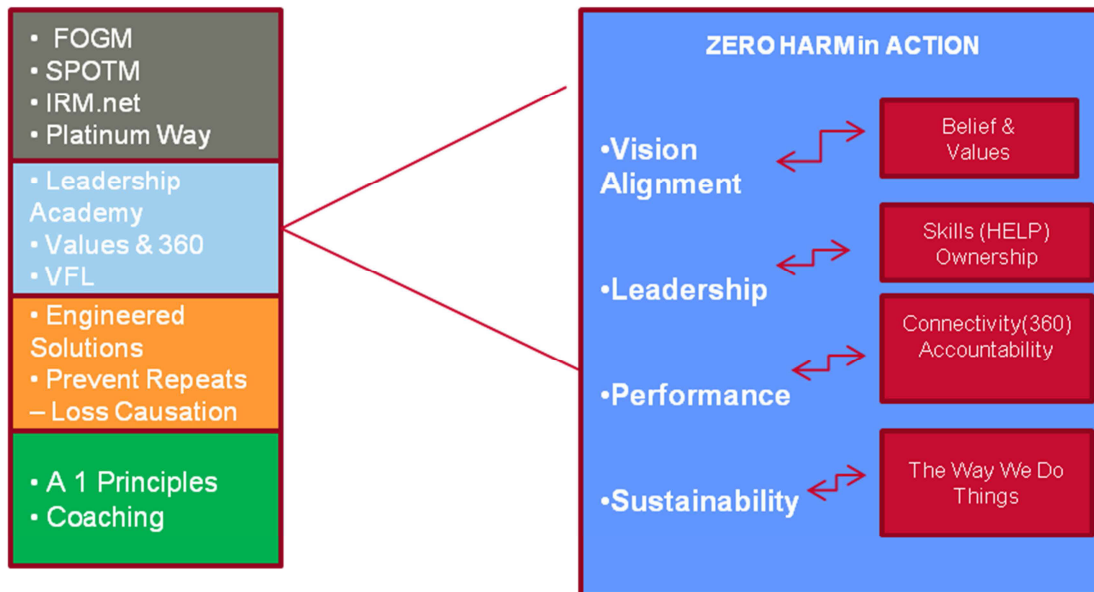 • FOGM
• SPOTM
• IRM.net
• Platinum Way
• Leadership
Academy
• Values & 360
• VFL
• Engineered
Solutions
• Prevent Repeats
– Loss Causation
• A 1 Principles
• Coaching
ZERO HARM in ACTION
•Vision
Alignment
Belief &
Values
•Leadership
Skills (HELP)
Ownership
•Performance
Connectivity(360)
Accountability
•Sustainability
The Way We Do
Things